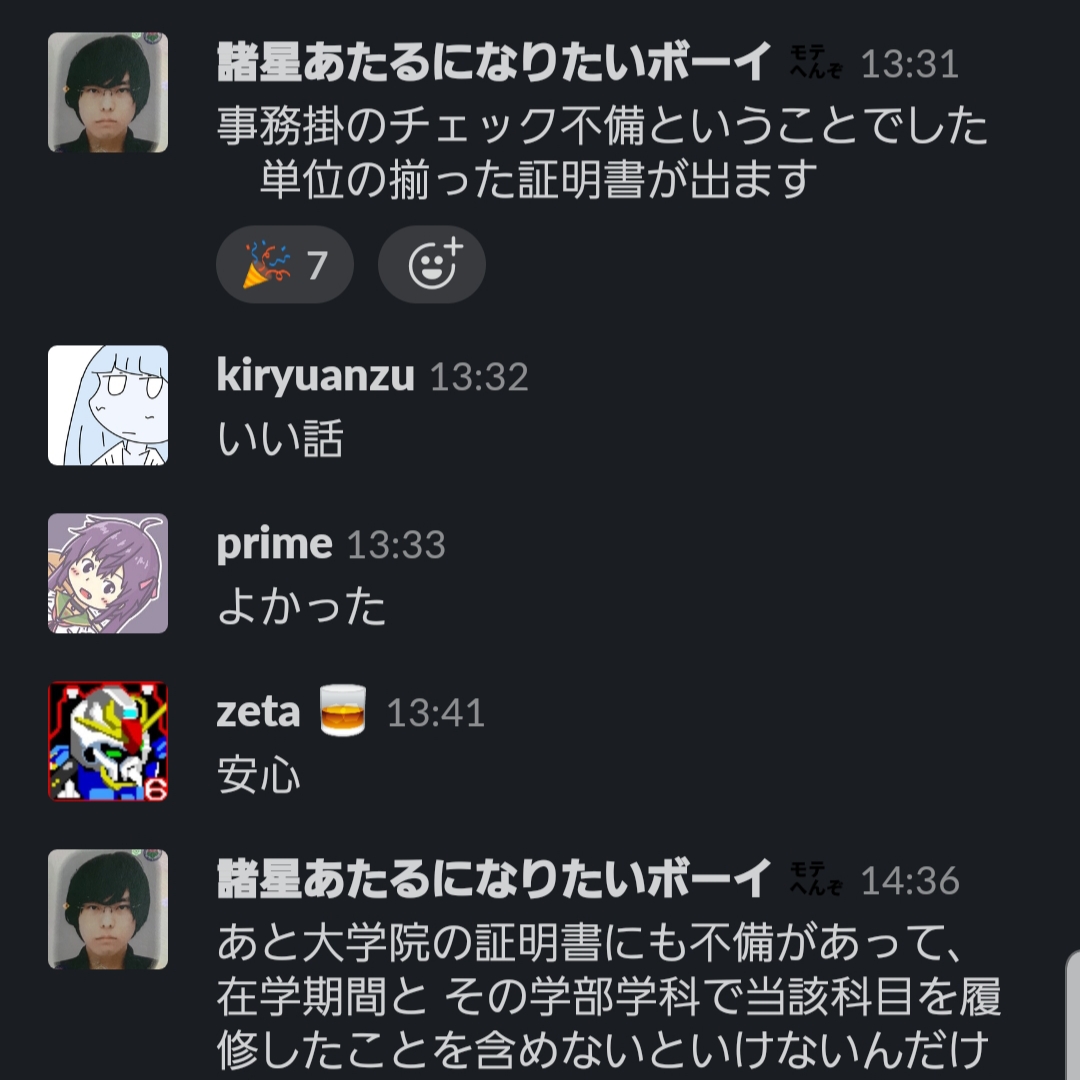 諸星あたるになりたいボーイ モテへんぞ 13:31
事務掛のチェック不備ということでした
単位の揃った証明書が出ます
7
kiryuanzu 13:32
いい話
prime 13:33
よかった
zeta 13:41
安心
6
諸星あたるになりたいボーイ モテへんぞ 14:36
あと大学院の証明書にも不備があって、
在学期間と その学部学科で当該科目を履
修したことを含めないといけないんだけ